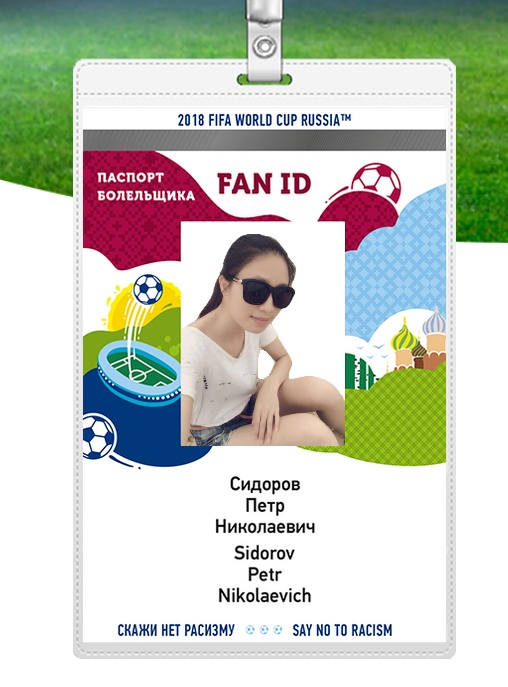 2018 FIFA WORLD CUP RUSSIA™
ПАСПОРТ
БОЛЕЛЬЩИКА
FAN ID
Сидоров
Петр
Николаевич
Sidorov
Petr
Nikolaevich
СКАЖИ НЕТ РАСИЗМУ SAY NO TO RACISM